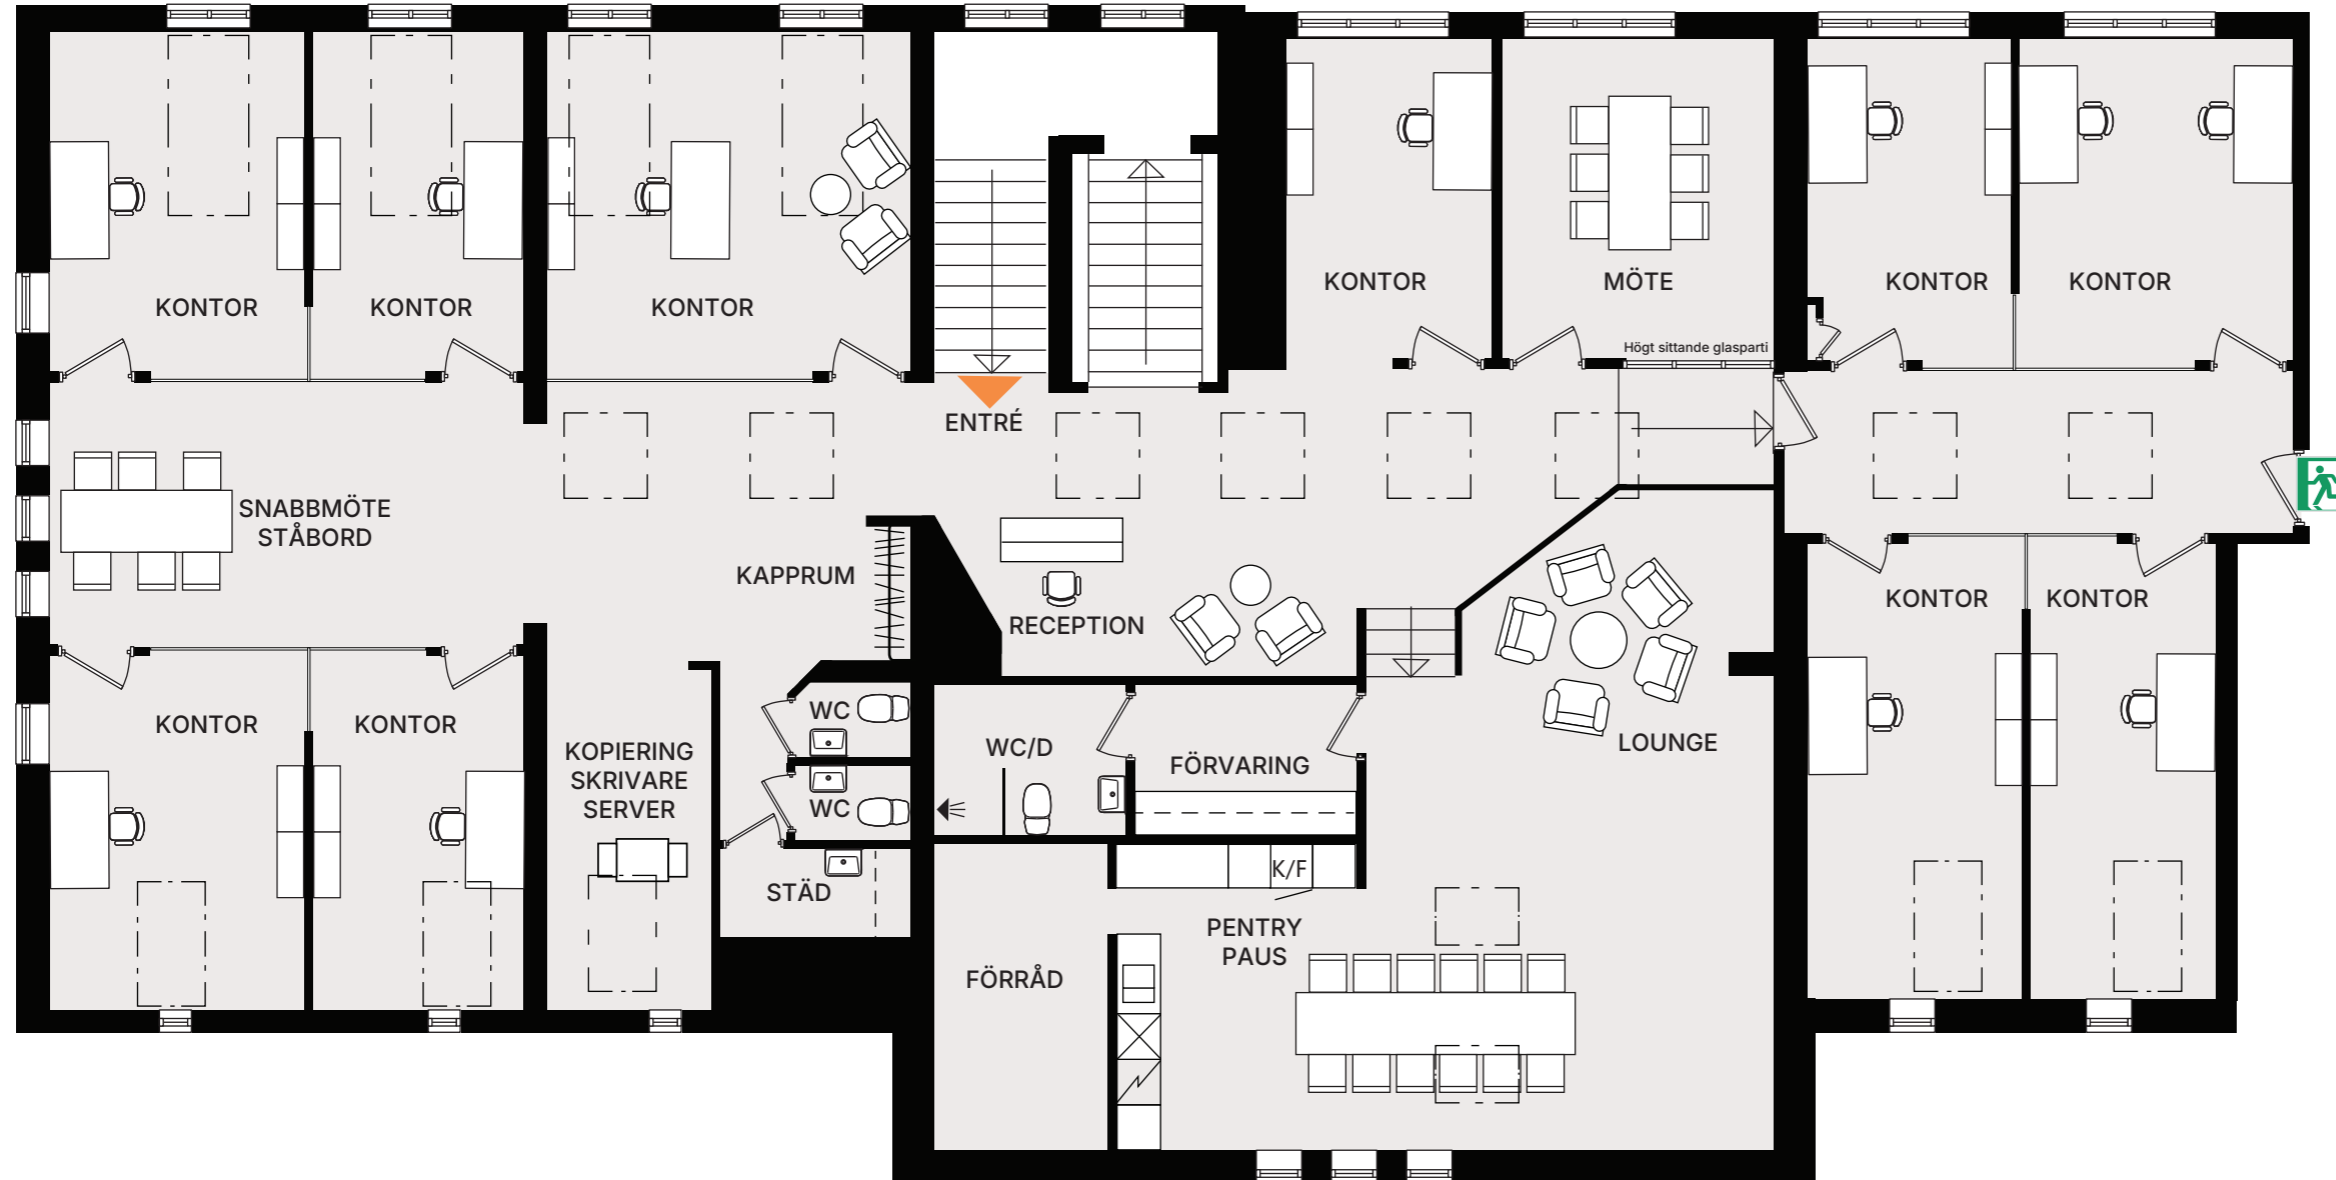 KONTOR
KONTOR
KONTOR
KONTOR
MÖTE
KONTOR
KONTOR
Högt sittande glasparti
ENTRÉ
SNABBMÖTE
STÅBORD
KAPPRUM
RECEPTION
KONTOR
KONTOR
KONTOR
KONTOR
KOPIERING
SKRIVARE
SERVER
WC
WC
WC/D
FÖRVARING
LOUNGE
STÄD
K/F
PENTRY
PAUS
FÖRRÅD